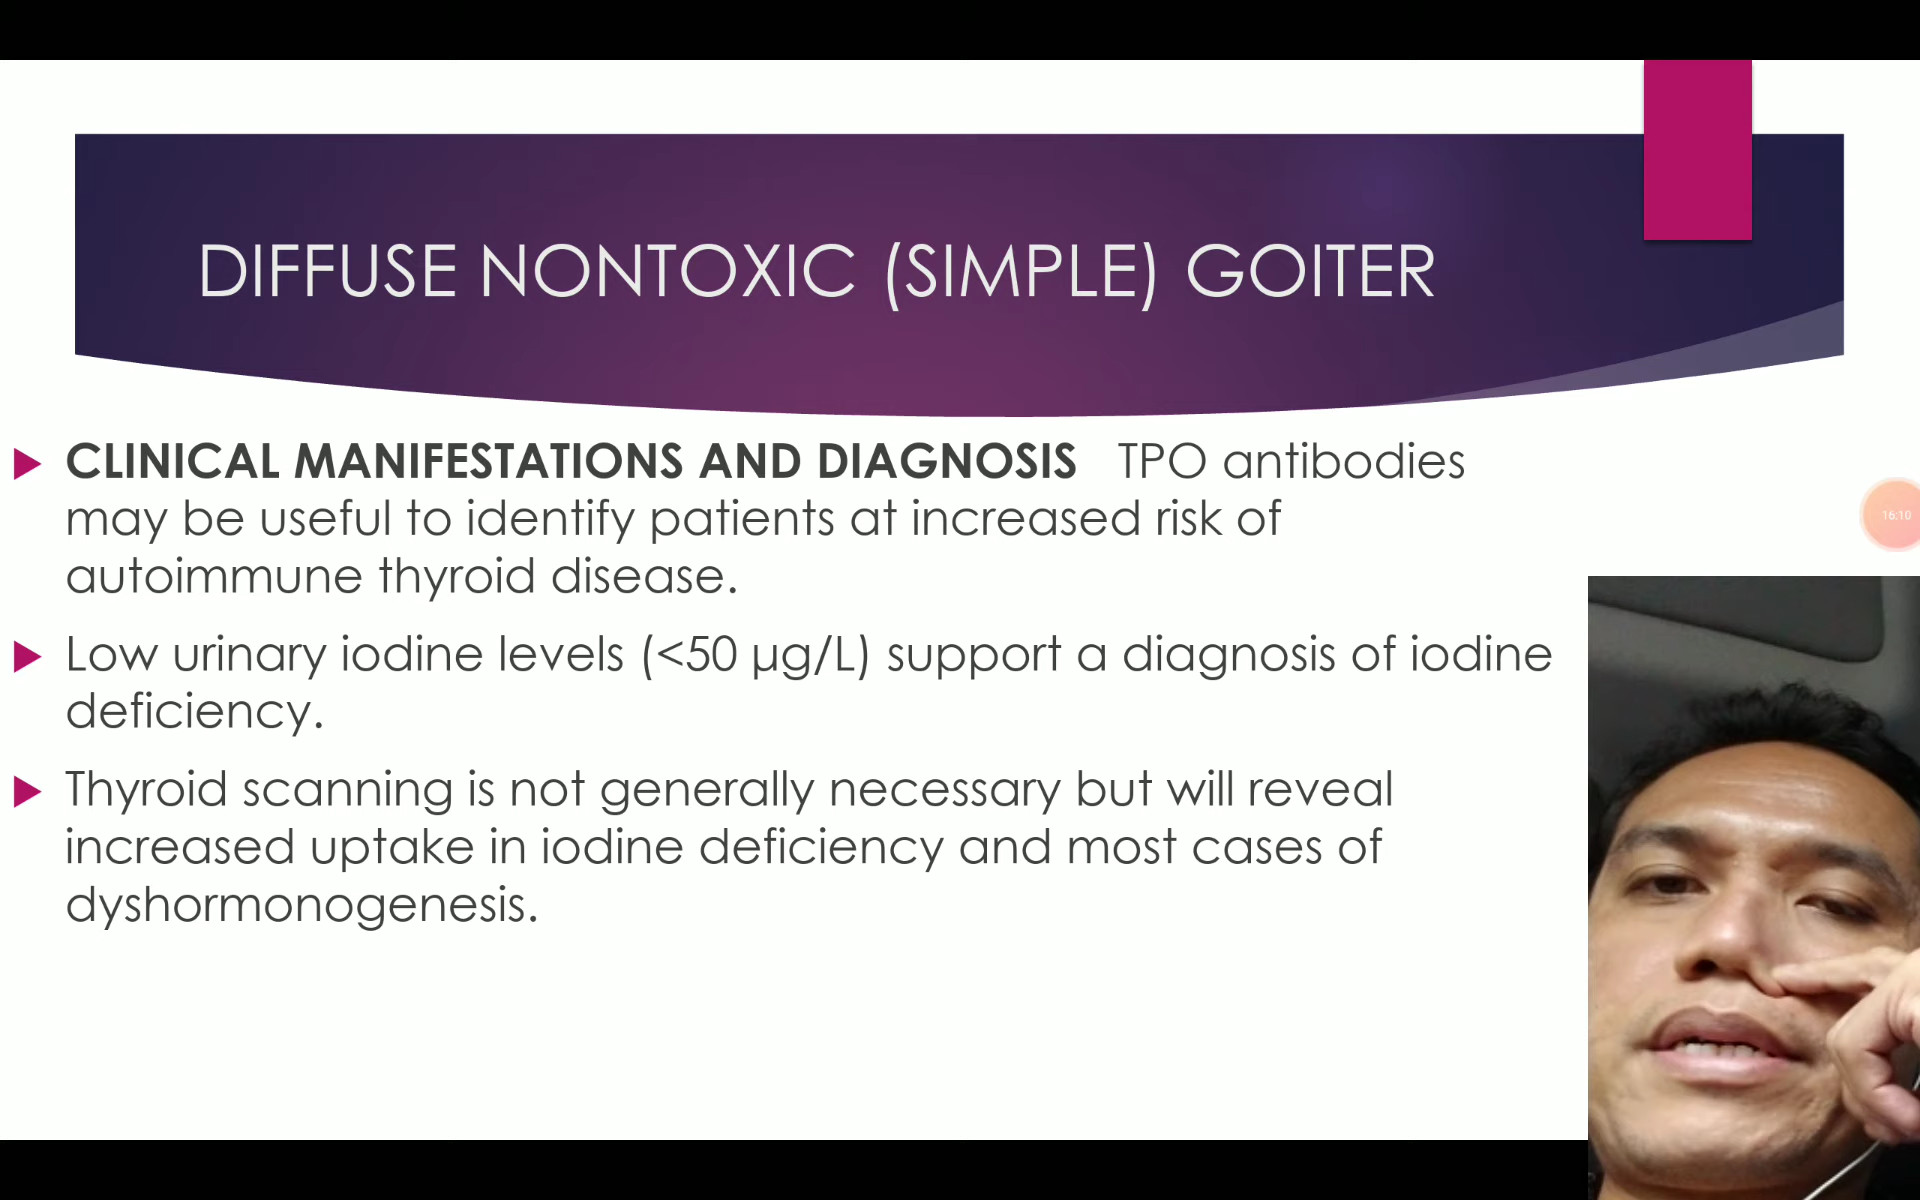 DIFFUSE NONTOXIC (SIMPLE) GOITER
CLINICAL MANIFESTATIONS AND DIAGNOSIS TPO antibodies
may be useful to identify patients at increased risk of
autoimmune thyroid disease.
Low urinary iodine levels (<50 µg/L) support a diagnosis of iodine
deficiency.
Thyroid scanning is not generally necessary but will reveal
increased uptake in iodine deficiency and most cases of
dyshormonogenesis.
16:10